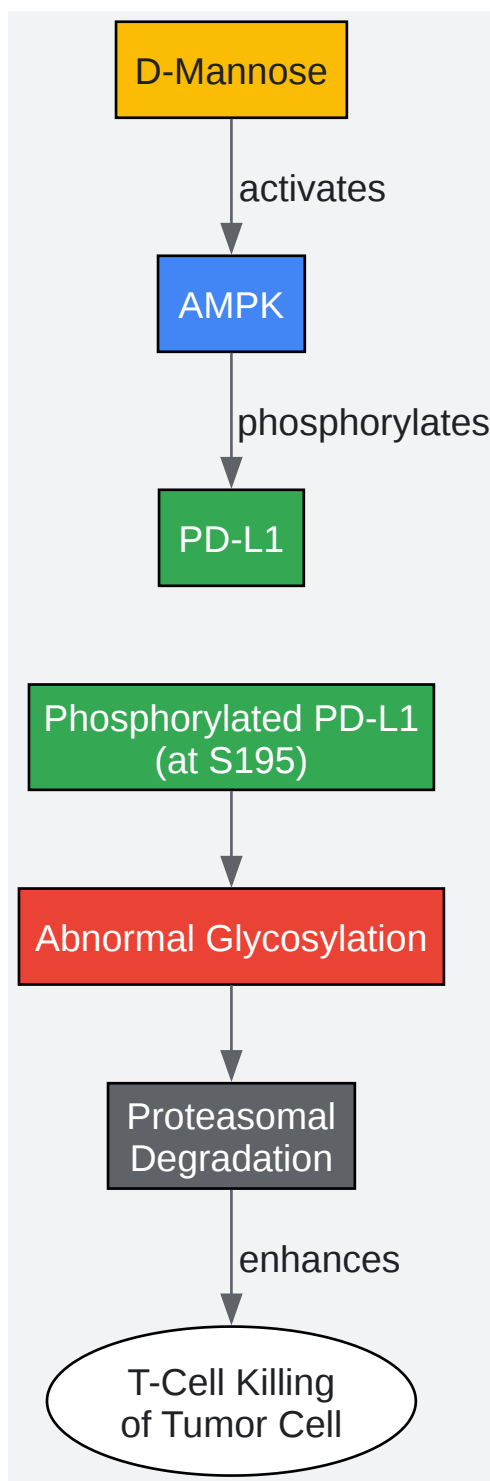 D-Mannose
activates
AMPK
phosphorylates
PD-L1
Phosphorylated PD-L1
(at S195)
Abnormal Glycosylation
Proteasomal
Degradation
enhances
T-Cell Killing
of Tumor Cell